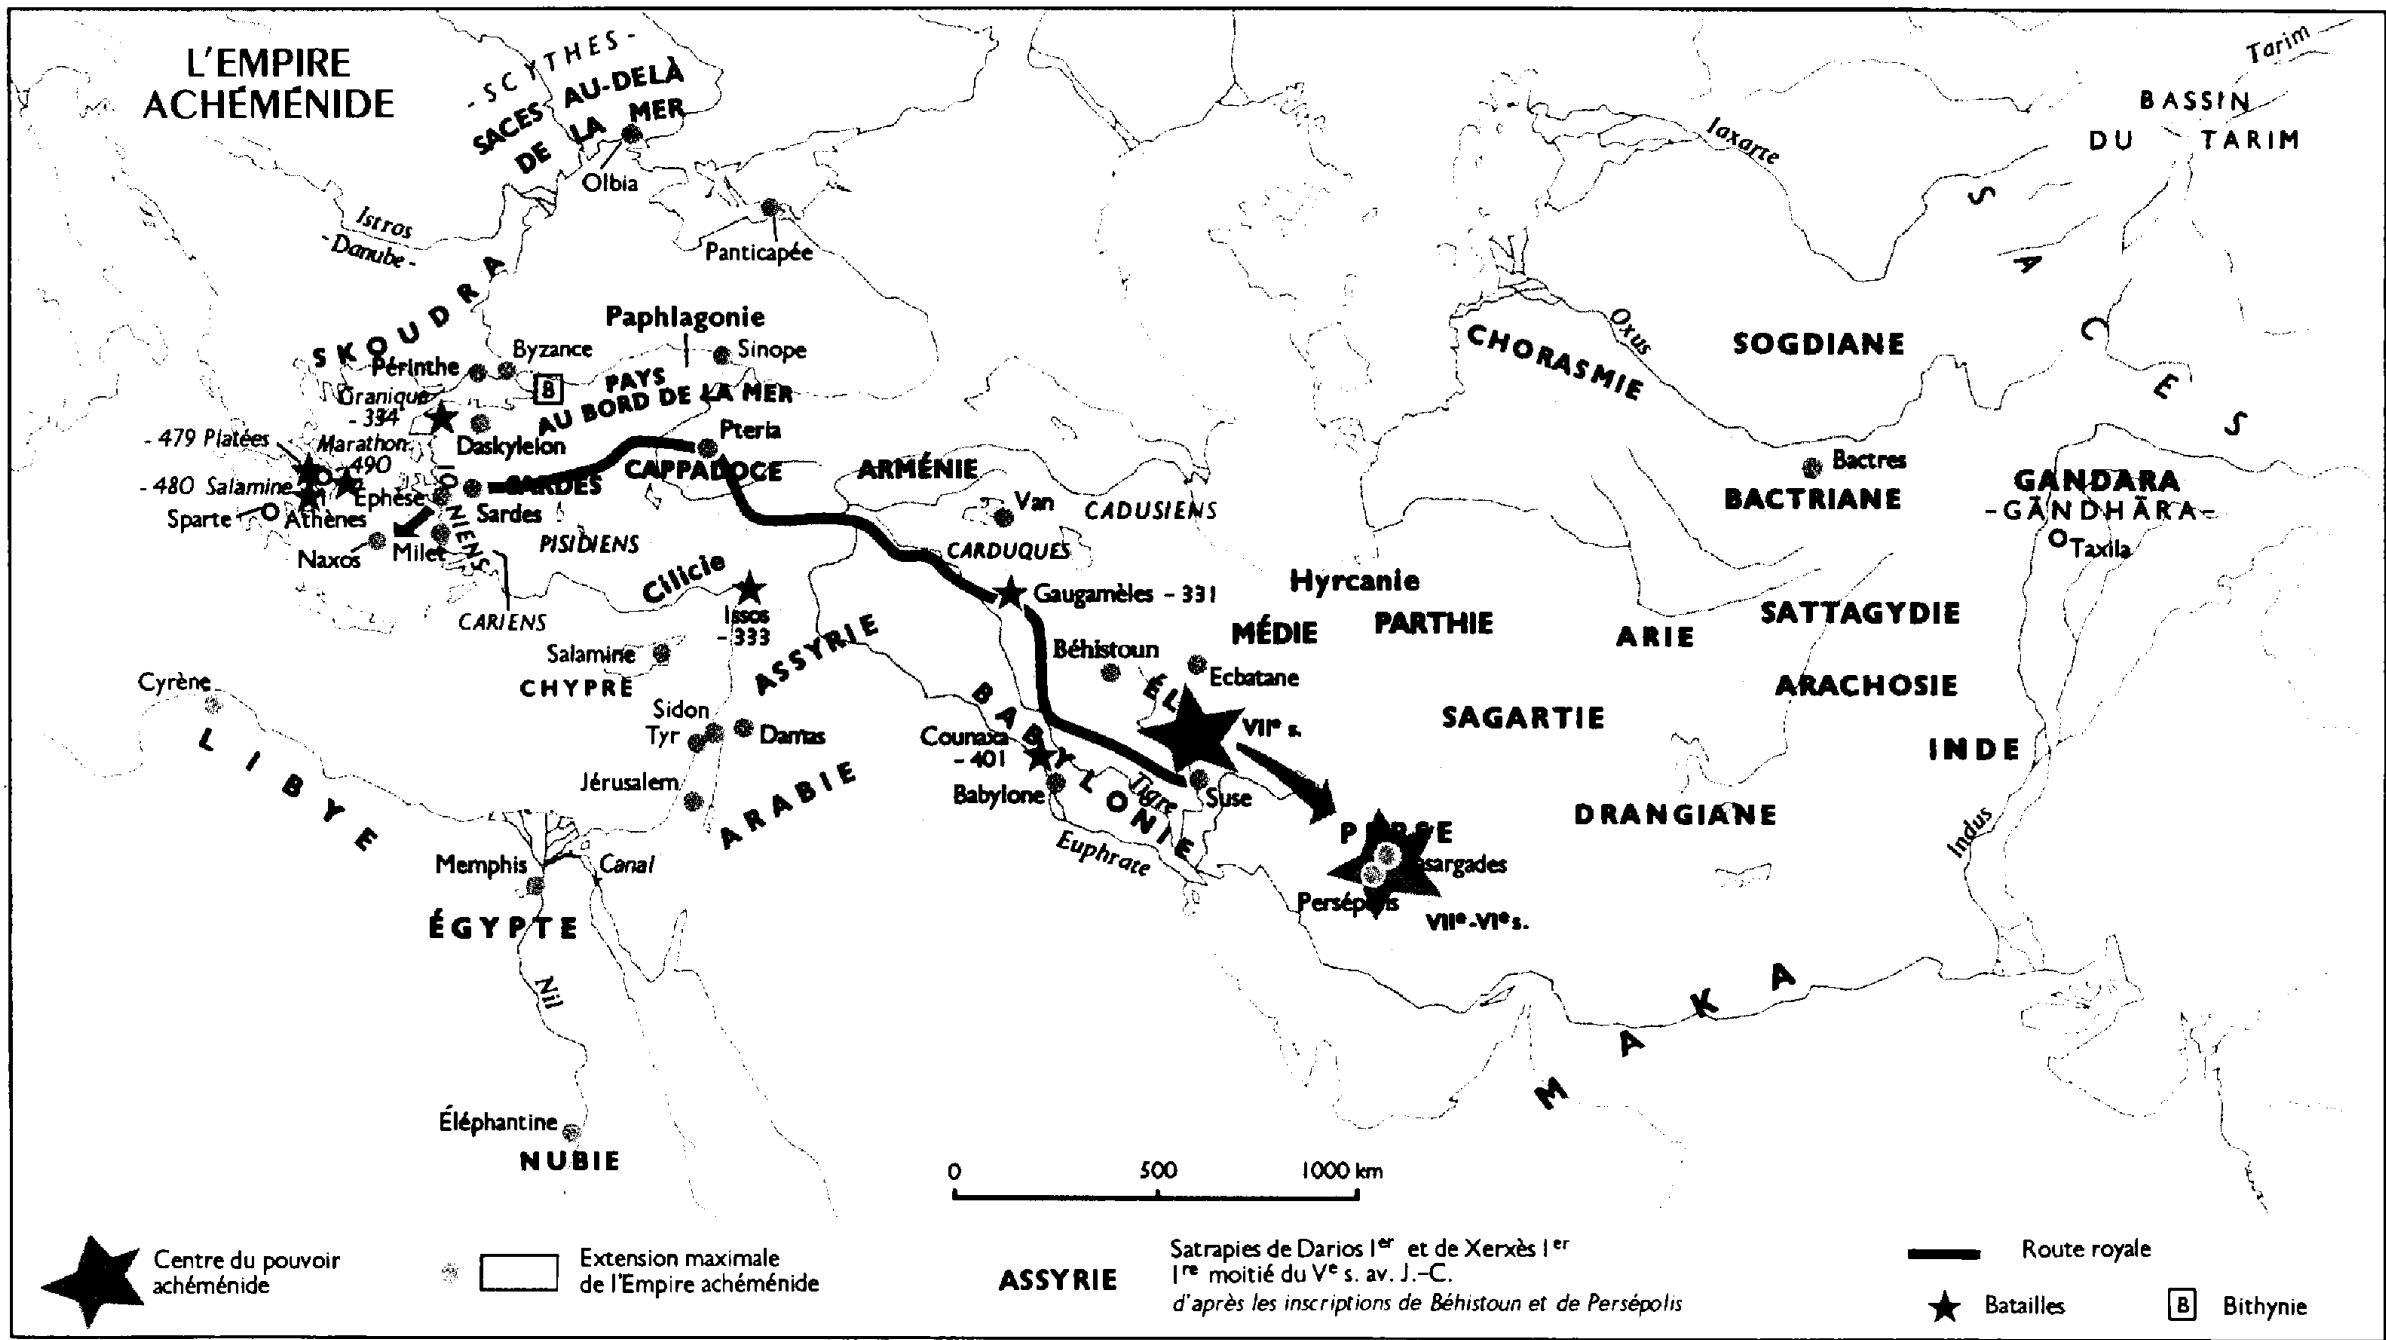 L'EMPIRE
ACHÉMÉNIDE
- SCYTHES -
SACES AU-DELÀ
DE LA MER
Olbia
Panticapée
Istros
- Danube -
SKOUDRA
Périnthe
Byzance
Paphlagonie
Sinope
B
PAYS
AU BORD DE LA MER
Granique
- 334
Daskyleion
Pteria
- 479 Platées
Marathon
490
- 480 Salamine
Sparte
Athènes
Ephèse
IONIENS
SARDES
Sardes
CAPPADOCE
ARMÉNIE
Van
CADUSIENS
CARDUQUES
Naxos
Milet
PISIDIENS
CARIENS
Cilicie
Issos
- 333
Gaugamèles - 331
Salamine
CHYPRE
ASSYRIE
Cyrène
LIBYE
Sidon
Tyr
Damas
Jérusalem
ARABIE
Memphis
Canal
ÉGYPTE
Nil
Éléphantine
NUBIE
Béhistoun
Ecbatane
MÉDIE
Hyrcanie
PARTHIE
ÉL
VIIe s.
BABYLONIE
Counaxa
- 401
Babylone
Tigre
Euphrate
Suse
PERSE
sargades
Persépolis
VIIe-VIe s.
Tarim
BASSIN
DU TARIM
Iaxarte
SACES
Oxus
CHORASMIE
SOGDIANE
Bactres
BACTRIANE
GANDARA
- GĀNDHĀRA -
Taxila
SATTAGYDIE
ARIE
ARACHOSIE
SAGARTIE
INDE
DRANGIANE
Indus
MAKA
0 500 1000 km
Centre du pouvoir
achéménide
Extension maximale
de l'Empire achéménide
ASSYRIE
Satrapies de Darios Ier et de Xerxès Ier
Ire moitié du Ve s. av. J.-C.
d'après les inscriptions de Béhistoun et de Persépolis
Route royale
Batailles
B Bithynie